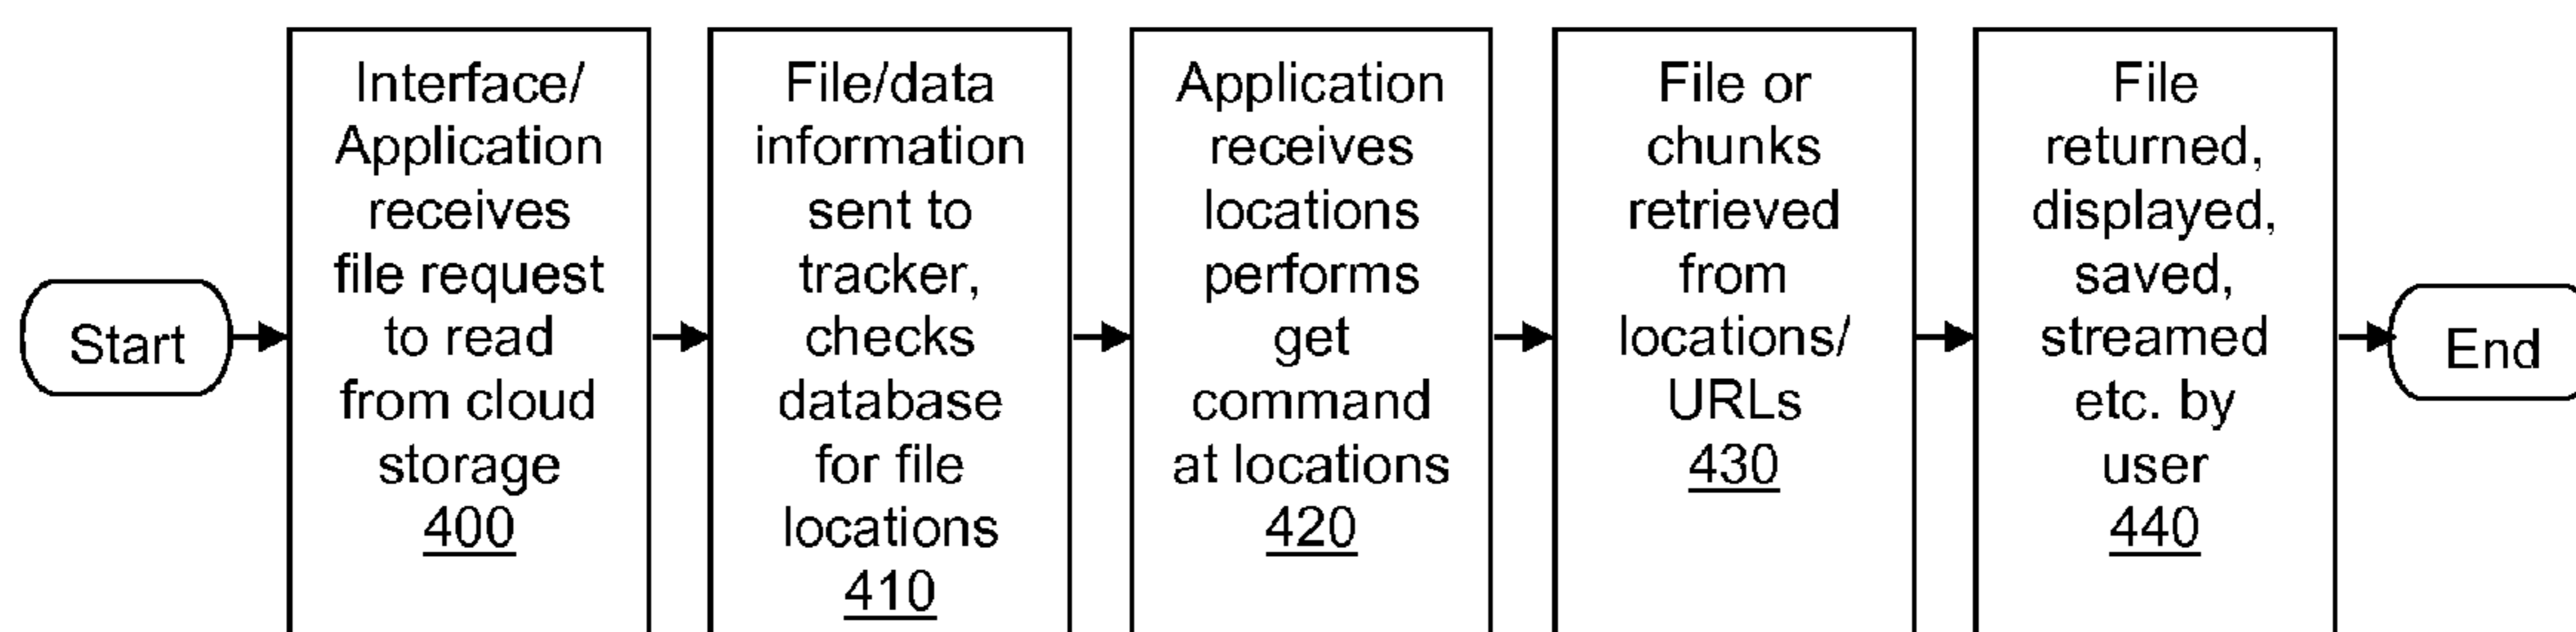 Start
Interface/
Application
receives
file request
to read
from cloud
storage
400
File/data
information
sent to
tracker,
checks
database
for file
locations
410
Application
receives
locations
performs
get
command
at locations
420
File or
chunks
retrieved
from
locations/
URLs
430
File
returned,
displayed,
saved,
streamed
etc. by
user
440
End